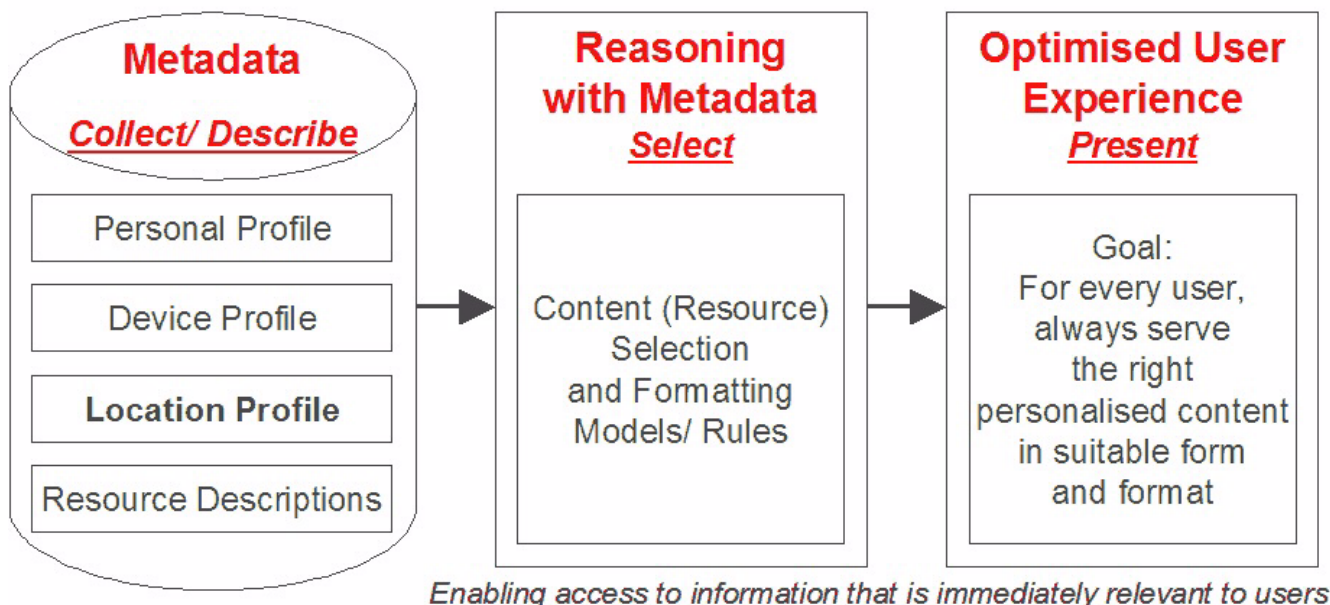 Metadata
Collect/ Describe
Personal Profile
Device Profile
Location Profile
Resource Descriptions
Reasoning
with Metadata
Select
Content (Resource)
Selection
and Formatting
Models/ Rules
Optimised User
Experience
Present
Goal:
For every user,
always serve
the right
personalised content
in suitable form
and format
Enabling access to information that is immediately relevant to users